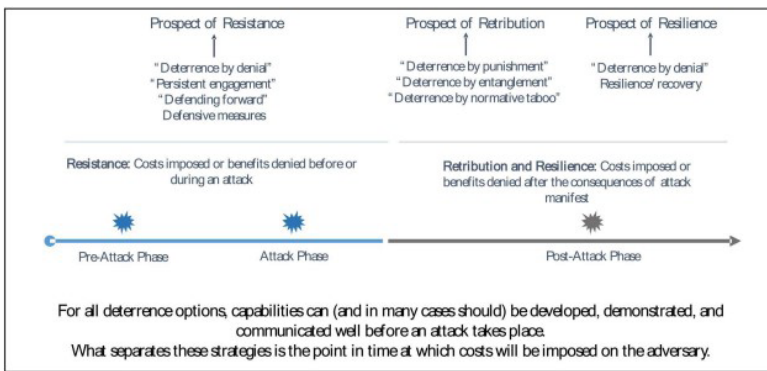 Prospect of Resistance
Prospect of Retribution
Prospect of Resilience
"Deterrence by denial"
"Persistent engagement"
"Defending forward"
Defensive measures
"Deterrence by punishment"
"Deterrence by entanglement"
"Deterrence by normative taboo"
"Deterrence by denial"
Resilience/ recovery
Resistance: Costs imposed or benefits denied before or
during an attack
Retribution and Resilience: Costs imposed or
benefits denied after the consequences of attack
manifest
Pre-Attack Phase
Attack Phase
Post-Attack Phase
For all deterrence options, capabilities can (and in many cases should) be developed, demonstrated, and
communicated well before an attack takes place.
What separates these strategies is the point in time at which costs will be imposed on the adversary.